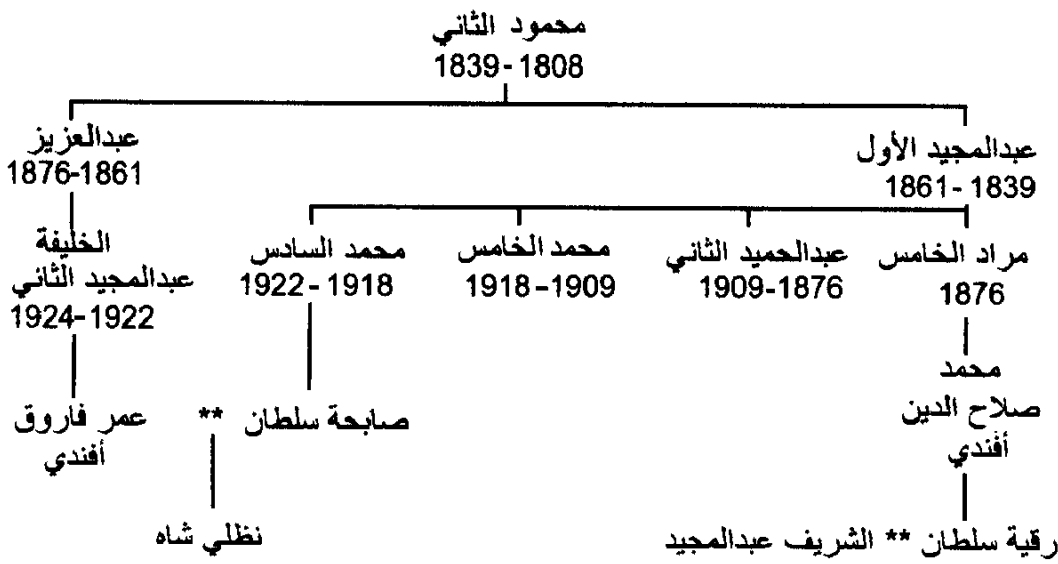 محمود الثاني
1839-1808
عبدالمجيد الأول
1861-1839
عبدالعزيز
1876-1861
مراد الخامس
1876
عبدالحميد الثاني
1909-1876
محمد الخامس
1918-1909
محمد السادس
1922-1918
الخليفة
عبدالمجيد الثاني
1924-1922
محمد
صلاح الدين
أفندي
صابحة سلطان **
عمر فاروق
أفندي
رقية سلطان ** الشريف عبدالمجيد
نظلي شاه